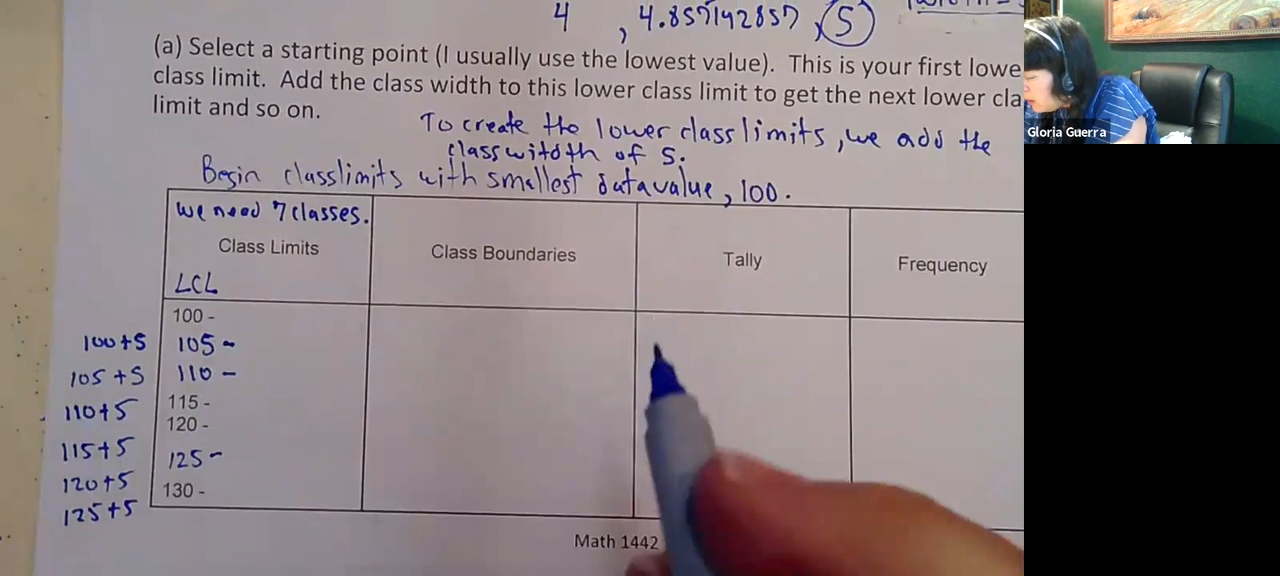 4 , 4.857142857 , 5
(a) Select a starting point (I usually use the lowest value). This is your first lowe
class limit. Add the class width to this lower class limit to get the next lower cla
limit and so on.
To create the lower class limits, we add the
class witdth of 5.
Begin classlimits with smallest data value, 100.
we need 7 classes.
Class Limits
LCL
Class Boundaries
Tally
Frequency
100 -
100+5 105 -
105+5 110 -
110+5 115 -
120 -
115+5 125 -
120+5 130 -
125+5
Math 1442
Gloria Guerra